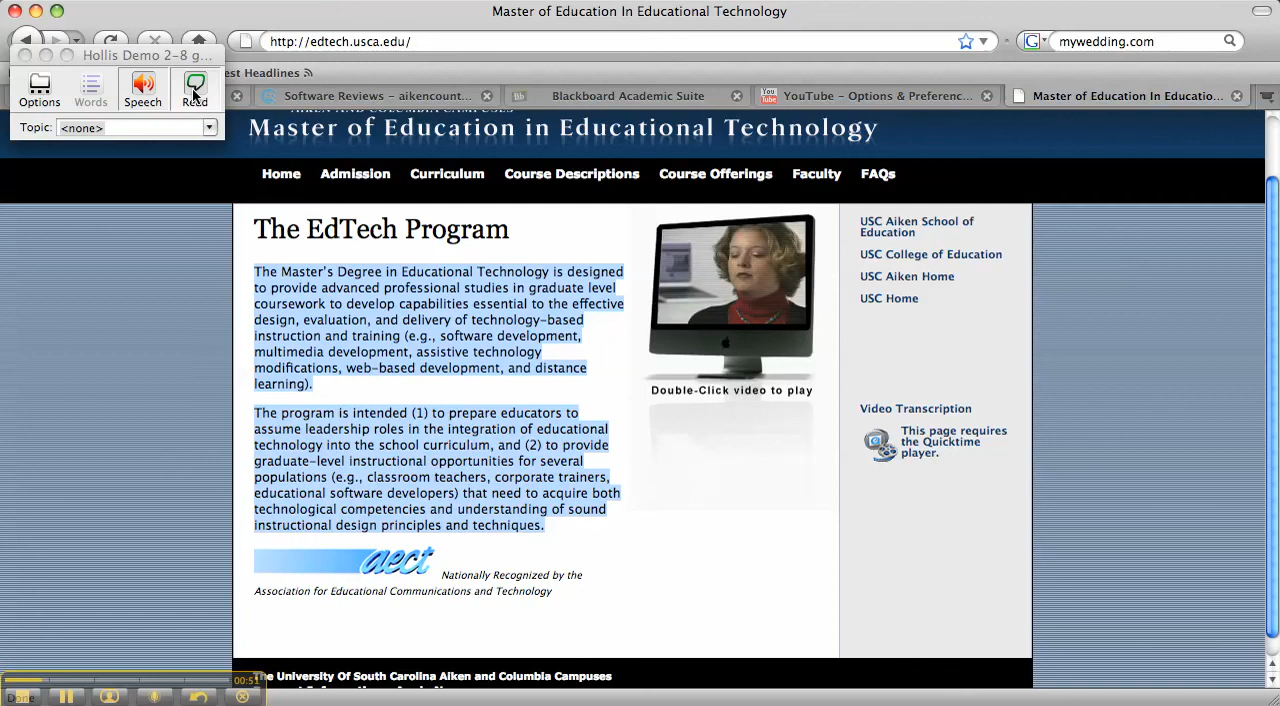 Master of Education In Educational Technology
http://edtech.usca.edu/
mywedding.com
Hollis Demo 2-8 g...
est Headlines
Options
Words
Speech
Read
Topic: <none>
Software Reviews – aikencount...
Bb Blackboard Academic Suite
You Tube YouTube - Options & Preferenc...
Master of Education In Educatio...
Master of Education in Educational Technology
Home Admission Curriculum Course Descriptions Course Offerings Faculty FAQs
The EdTech Program
The Master's Degree in Educational Technology is designed
to provide advanced professional studies in graduate level
coursework to develop capabilities essential to the effective
design, evaluation, and delivery of technology-based
instruction and training (e.g., software development,
multimedia development, assistive technology
modifications, web-based development, and distance
learning).
The program is intended (1) to prepare educators to
assume leadership roles in the integration of educational
technology into the school curriculum, and (2) to provide
graduate-level instructional opportunities for several
populations (e.g., classroom teachers, corporate trainers,
educational software developers) that need to acquire both
technological competencies and understanding of sound
instructional design principles and techniques.
aect Nationally Recognized by the
Association for Educational Communications and Technology
Double-Click video to play
USC Aiken School of
Education
USC College of Education
USC Aiken Home
USC Home
Video Transcription
This page requires
the Quicktime
player.
The University Of South Carolina Aiken and Columbia Campuses
00:51
Done